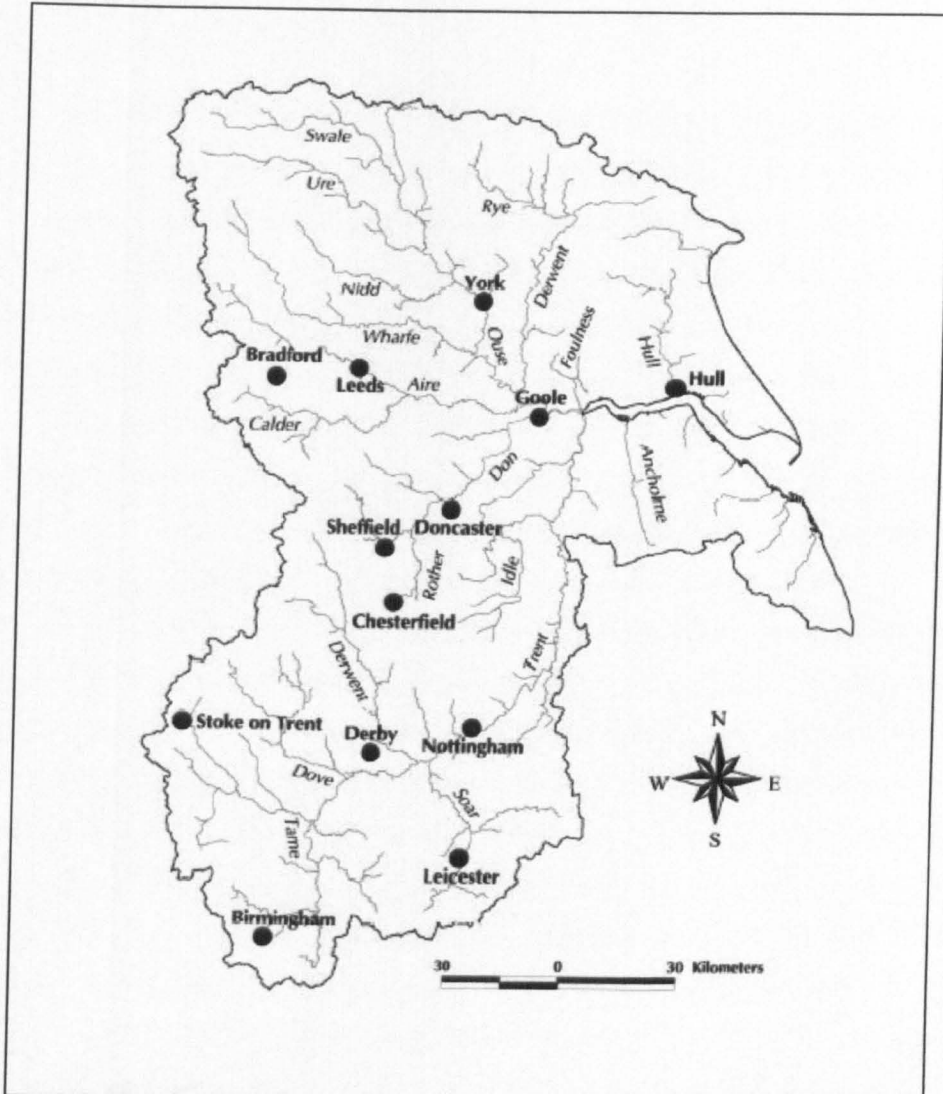 Swale
Ure
Rye
Nidd
York
Derwent
Wharfe
Ouse
Foulness
Bradford
Leeds
Aire
Hull
Hull
Goole
Calder
Don
Ancholme
Sheffield
Doncaster
Rother
Idle
Chesterfield
Derwent
Trent
Stoke on Trent
Derby
Nottingham
Dove
Soar
Tame
Leicester
Birmingham
N
W
E
S
30
0
30 Kilometers